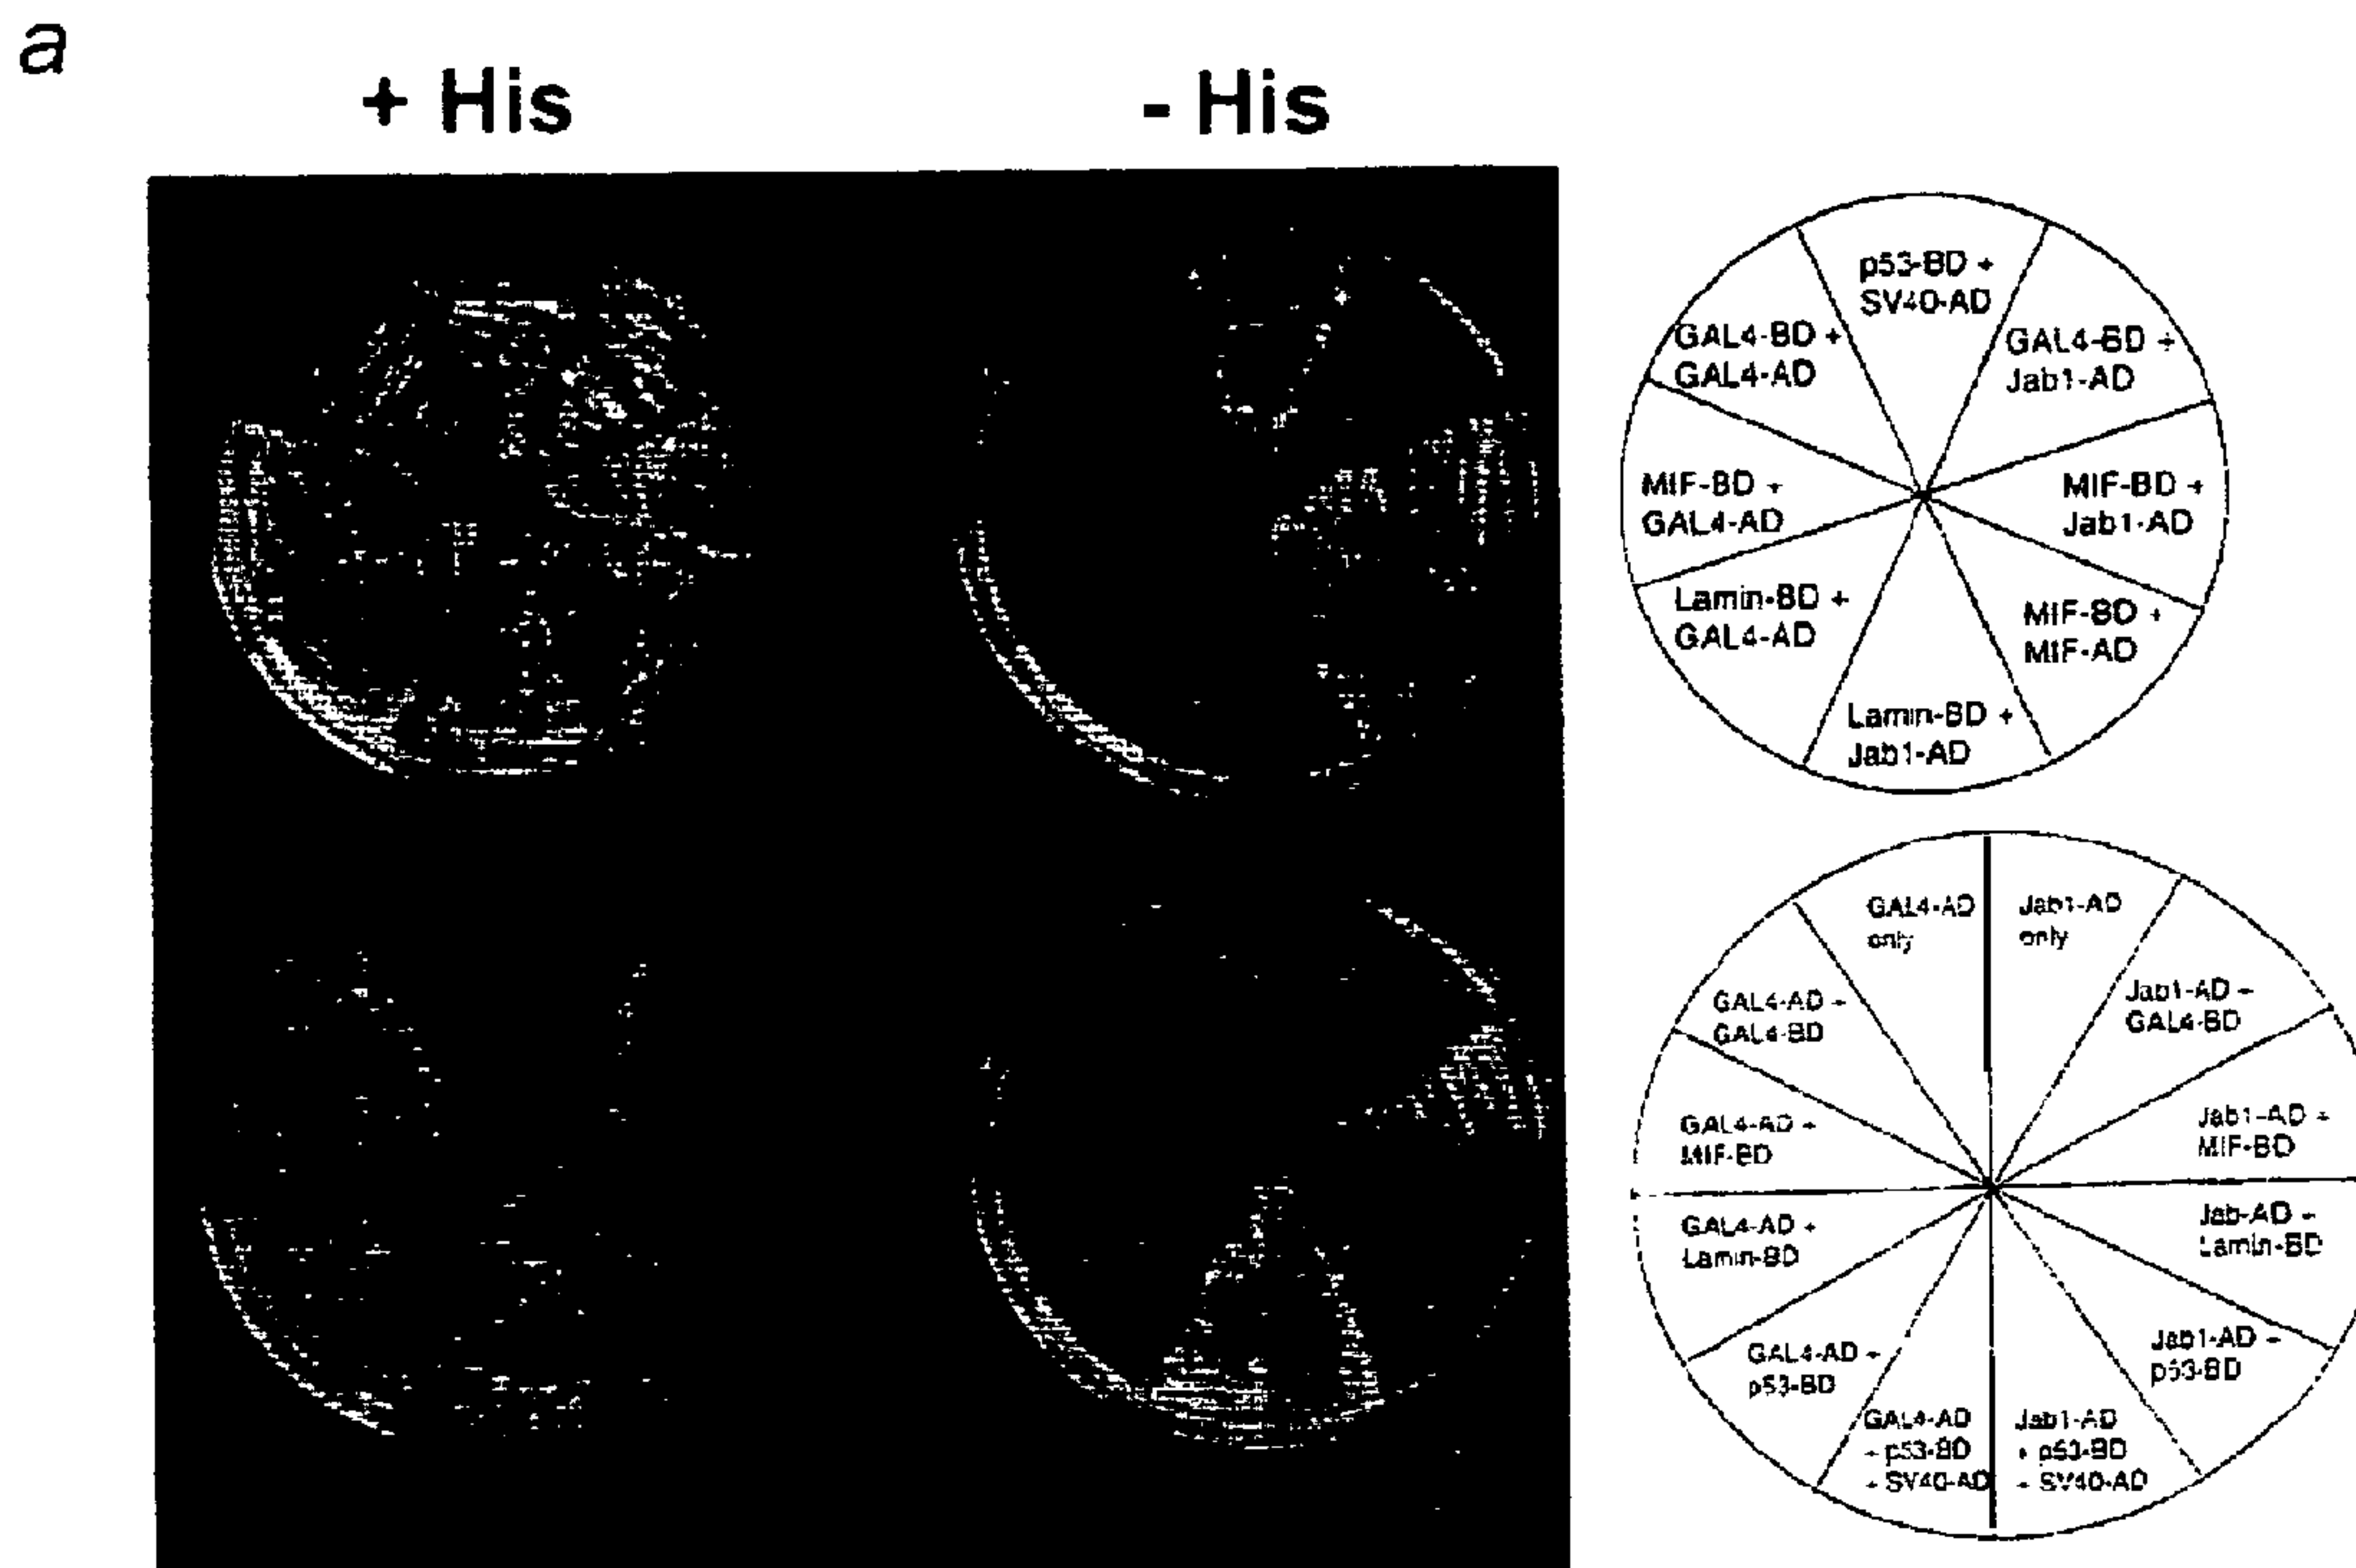 a
+ His
- His
p53-BD +
SV40-AD
GAL4-BD +
GAL4-AD
GAL4-BD +
Jab1-AD
MIF-BD +
GAL4-AD
MIF-BD +
Jab1-AD
Lamin-BD +
GAL4-AD
MIF-BD +
MIF-AD
Lamin-BD +
Jab1-AD
GAL4-AD
only
Jab1-AD
only
GAL4-AD -
GAL4-BD
Jab1-AD -
GAL4-BD
GAL4-AD +
MIF-BD
Jab1-AD +
MIF-BD
GAL4-AD +
Lamin-BD
Jab-AD -
Lamin-BD
GAL4-AD -
p53-BD
Jab1-AD -
p53-BD
GAL4-AD
- p53-BD
- SV40-AD
Jab1-AD
+ p53-BD
- SV40-AD